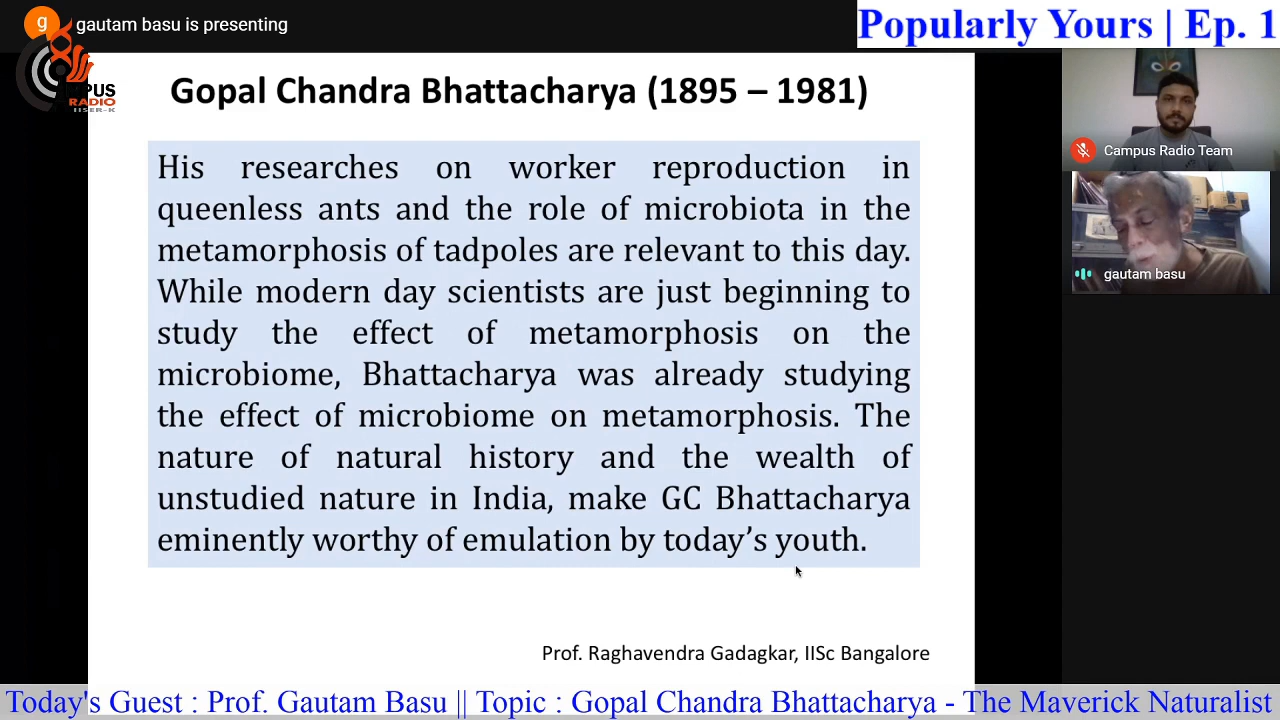 g
gautam basu is presenting
Popularly Yours | Ep. 1
MPUS
RADIO
IISER-K
Gopal Chandra Bhattacharya (1895 – 1981)
His researches on worker reproduction in
queenless ants and the role of microbiota in the
metamorphosis of tadpoles are relevant to this day.
While modern day scientists are just beginning to
study the effect of metamorphosis on the
microbiome, Bhattacharya was already studying
the effect of microbiome on metamorphosis. The
nature of natural history and the wealth of
unstudied nature in India, make GC Bhattacharya
eminently worthy of emulation by today’s youth.
Prof. Raghavendra Gadagkar, IISc Bangalore
Campus Radio Team
gautam basu
Today's Guest : Prof. Gautam Basu || Topic : Gopal Chandra Bhattacharya - The Maverick Naturalist